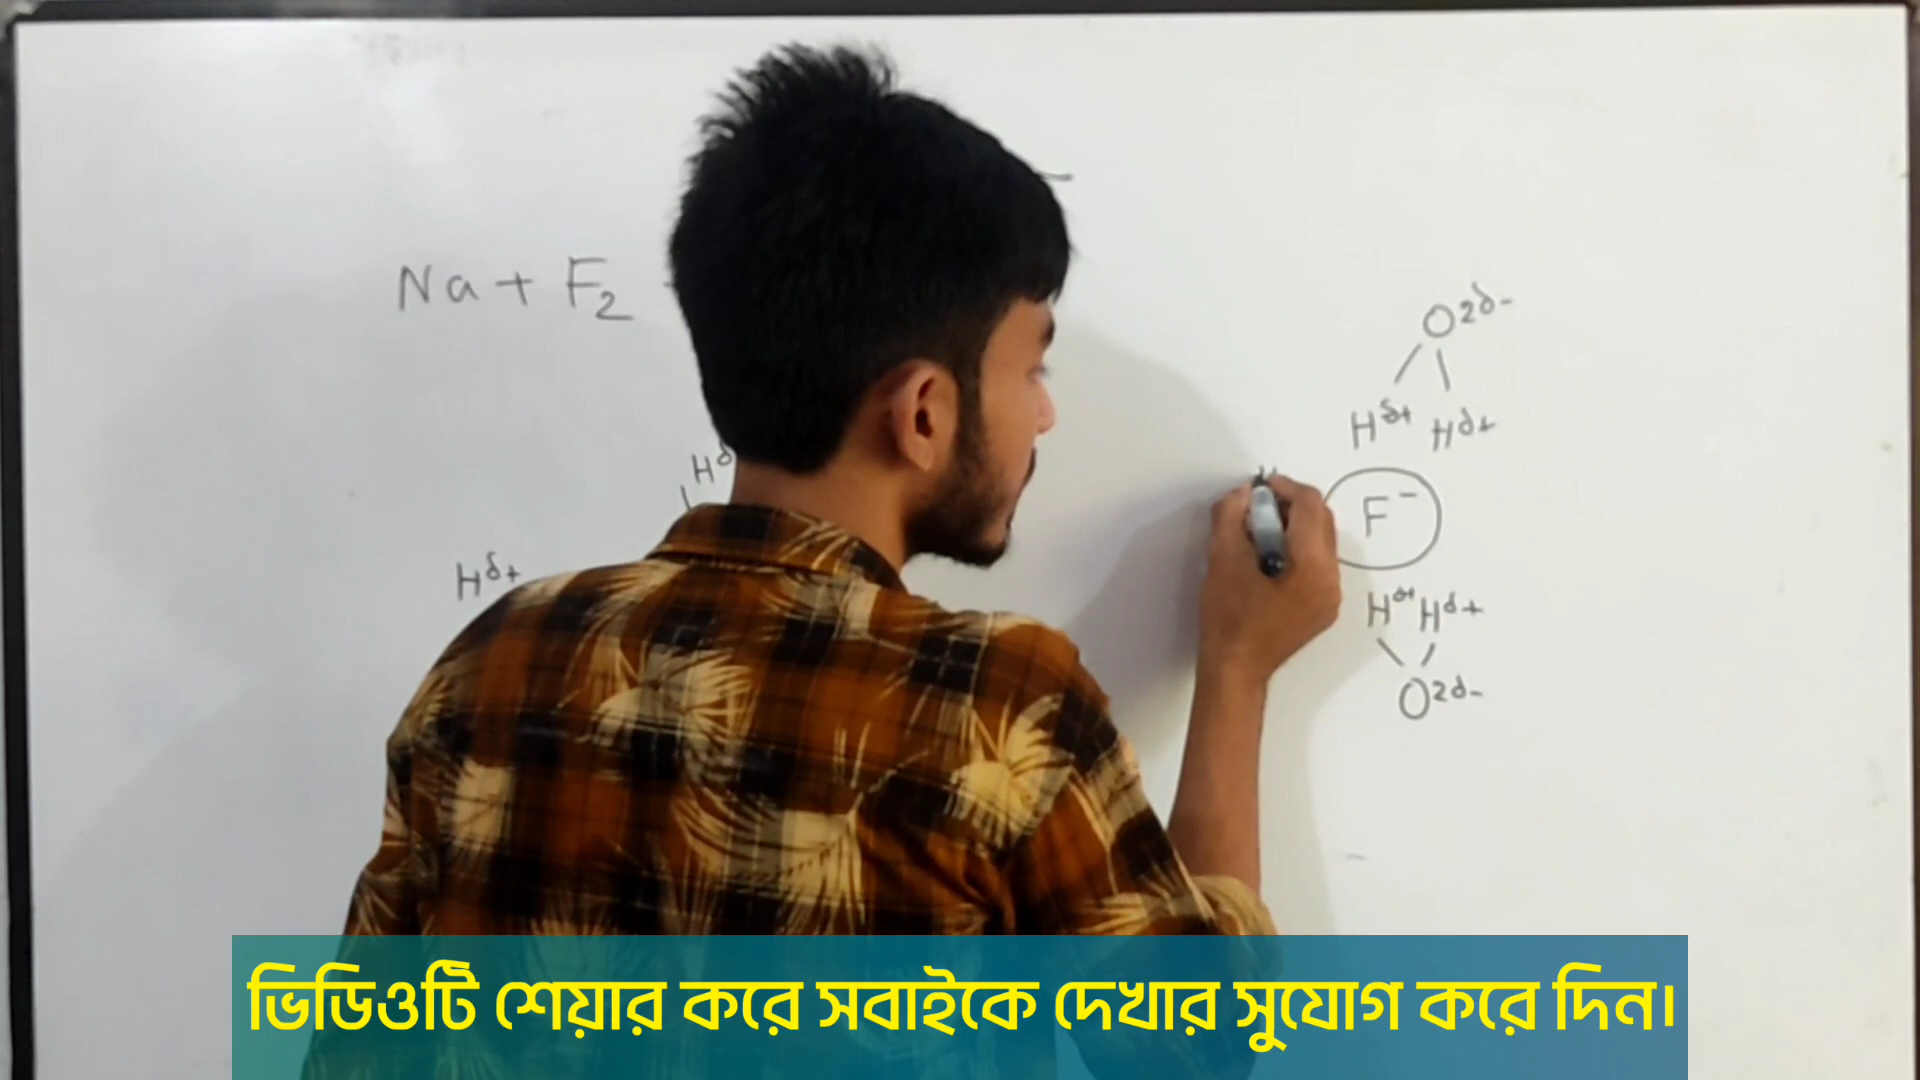 Na + F₂
O²ᵟ⁻
Hᵟ⁺ Hᵟ⁺
Hᵟ
F⁻
Hᵟ⁺
Hᵟ⁺ Hᵟ⁺
O²ᵟ⁻
ভিডিওটি শেয়ার করে সবাইকে দেখার সুযোগ করে দিন।